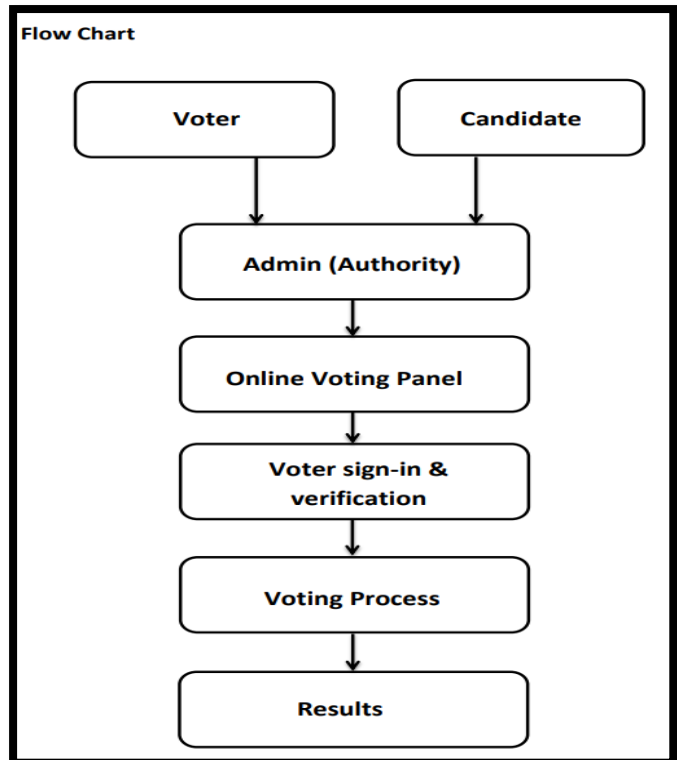 Flow Chart
Voter
Candidate
Admin (Authority)
Online Voting Panel
Voter sign-in &
verification
Voting Process
Results